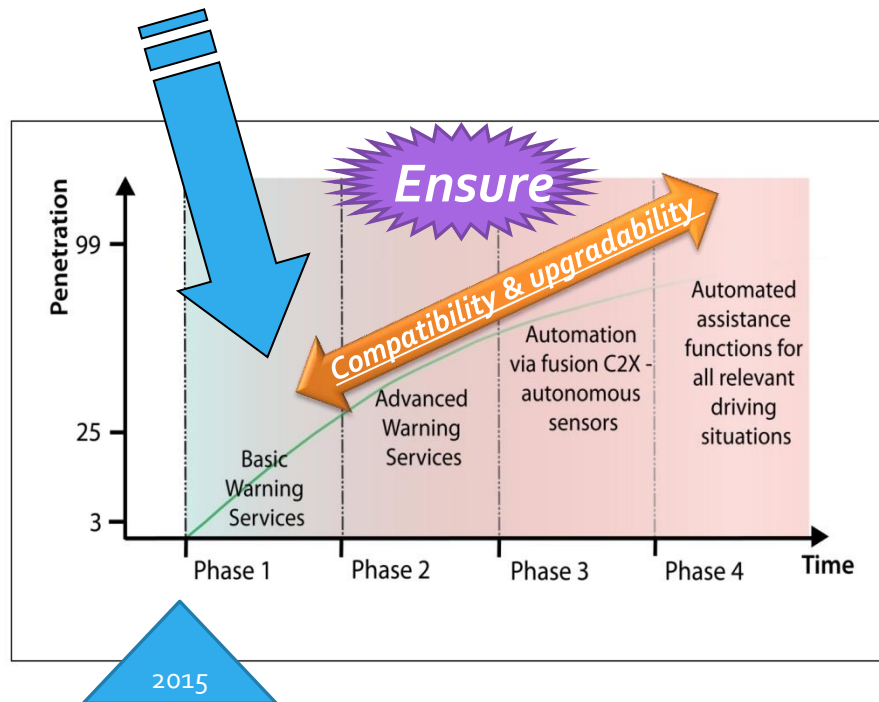 Ensure
Compatibility & upgradability
Penetration
99
25
3
Basic
Warning
Services
Advanced
Warning
Services
Automation
via fusion C2X -
autonomous
sensors
Automated
assistance
functions for
all relevant
driving
situations
Phase 1
Phase 2
Phase 3
Phase 4
Time
2015